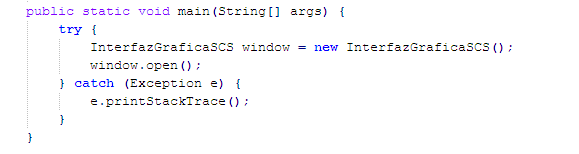 public static void main(String[] args) {
    try {
        InterfazGraficaSCS window = new InterfazGraficaSCS();
        window.open();
    } catch (Exception e) {
        e.printStackTrace();
    }
}